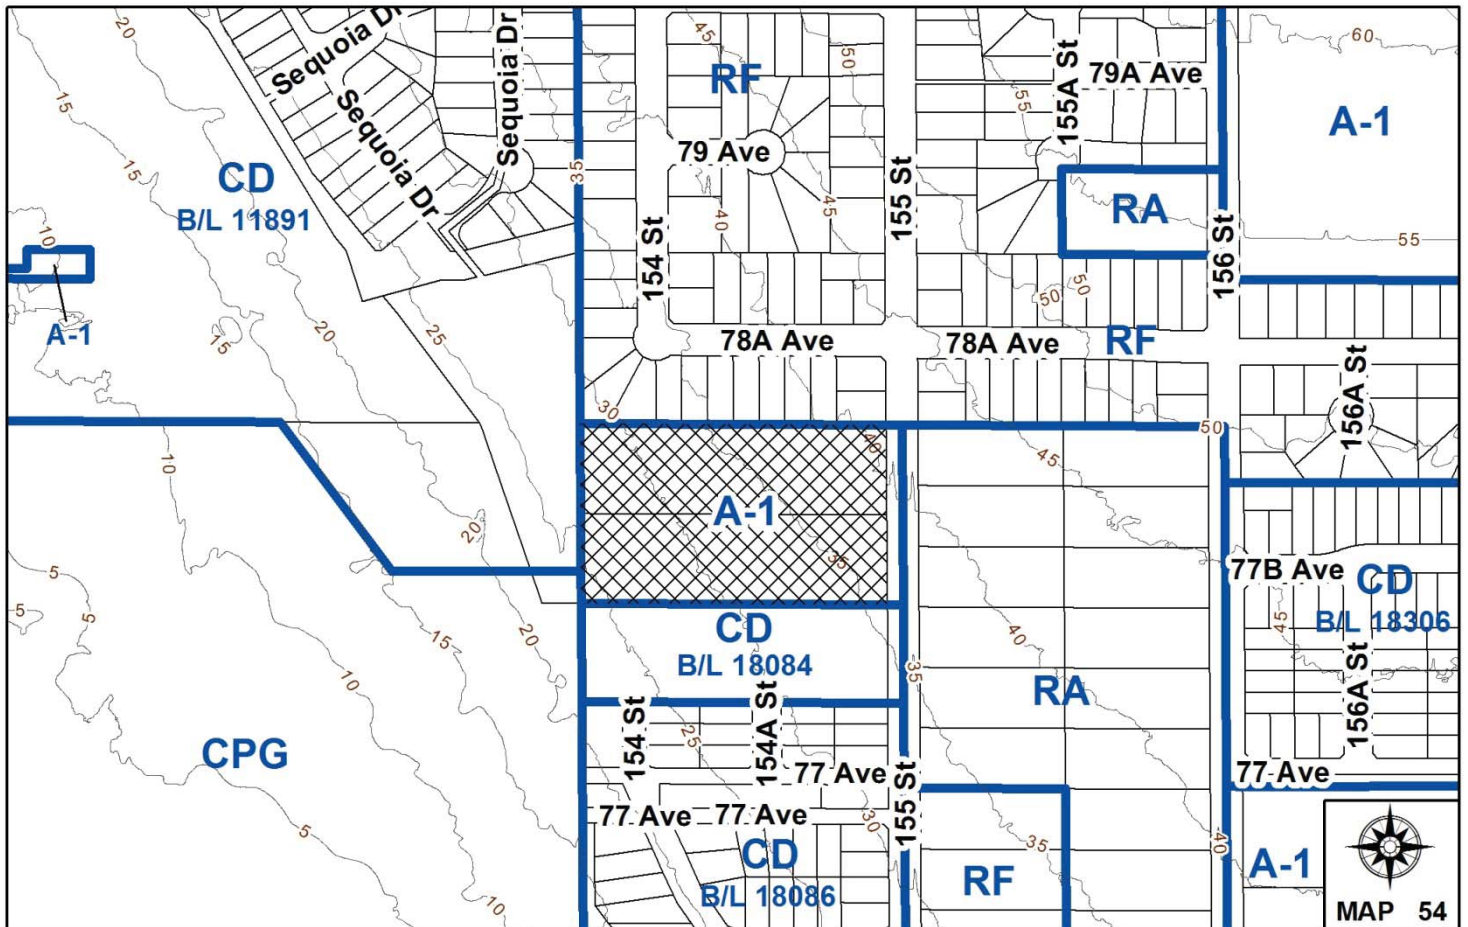 20
Sequoia Dr
Sequoia Dr
45
50
RF
60
79A Ave
155A St
55
A-1
15
Sequoia Dr
15
CD
B/L 11891
35
79 Ave
40
45
155 St
RA
156 St
55
10
A-1
154 St
50
50
15
20
25
78A Ave
78A Ave
RF
156A St
30
40
45
50
10
A-1
35
20
77B Ave
CD
B/L 18306
45
5
5
5
15
20
10
CD
B/L 18084
35
40
RA
156A St
154 St
154A St
25
CPG
77 Ave
77 Ave
155 St
77 Ave
77 Ave
30
5
CD
B/L 18086
10
35
RF
40
A-1
MAP 54